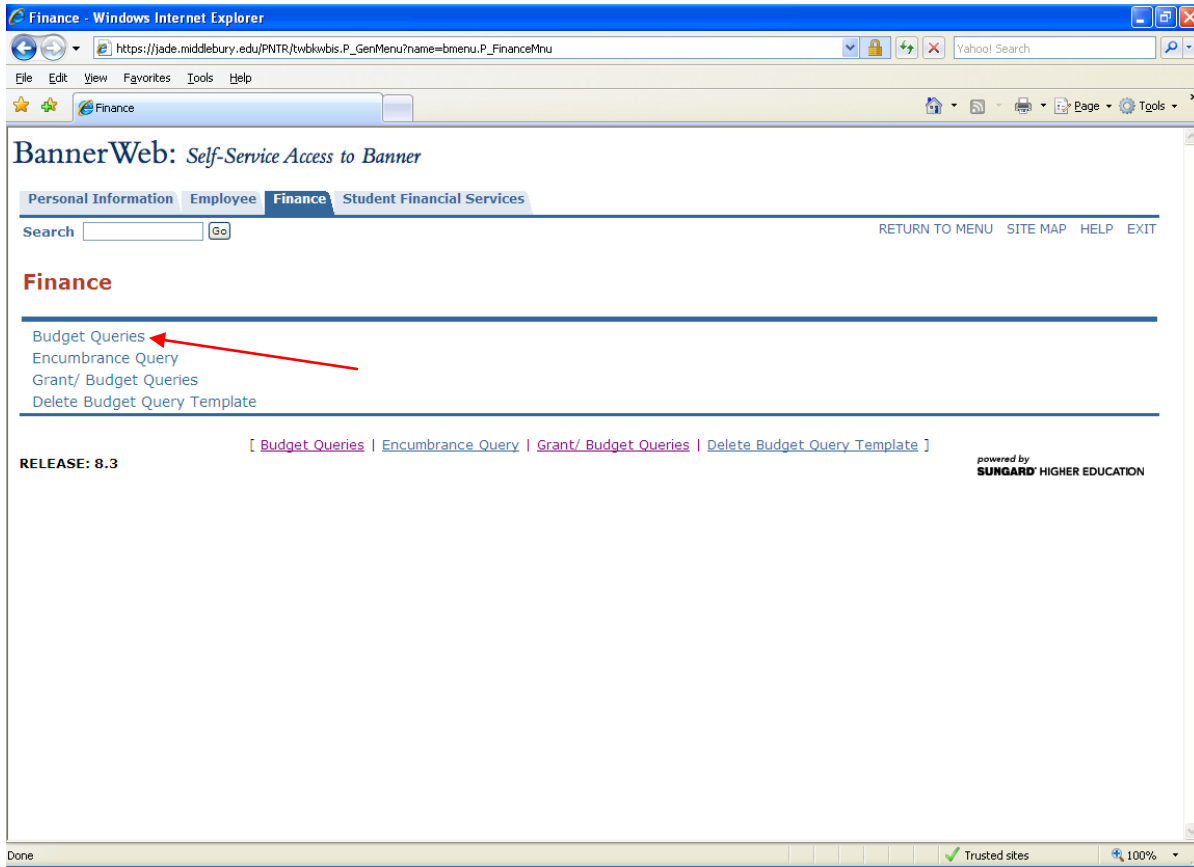 Finance - Windows Internet Explorer
https://jade.middlebury.edu/PNTR/twbkwbis.P_GenMenu?name=bmenu.P_FinanceMnu Yahoo! Search
File Edit View Favorites Tools Help
Finance Page Tools
BannerWeb: Self-Service Access to Banner
Personal Information Employee Finance Student Financial Services
Search Go RETURN TO MENU SITE MAP HELP EXIT
Finance
Budget Queries
Encumbrance Query
Grant/ Budget Queries
Delete Budget Query Template
[ Budget Queries | Encumbrance Query | Grant/ Budget Queries | Delete Budget Query Template ]
RELEASE: 8.3
powered by
SUNGARD® HIGHER EDUCATION
Done Trusted sites 100%